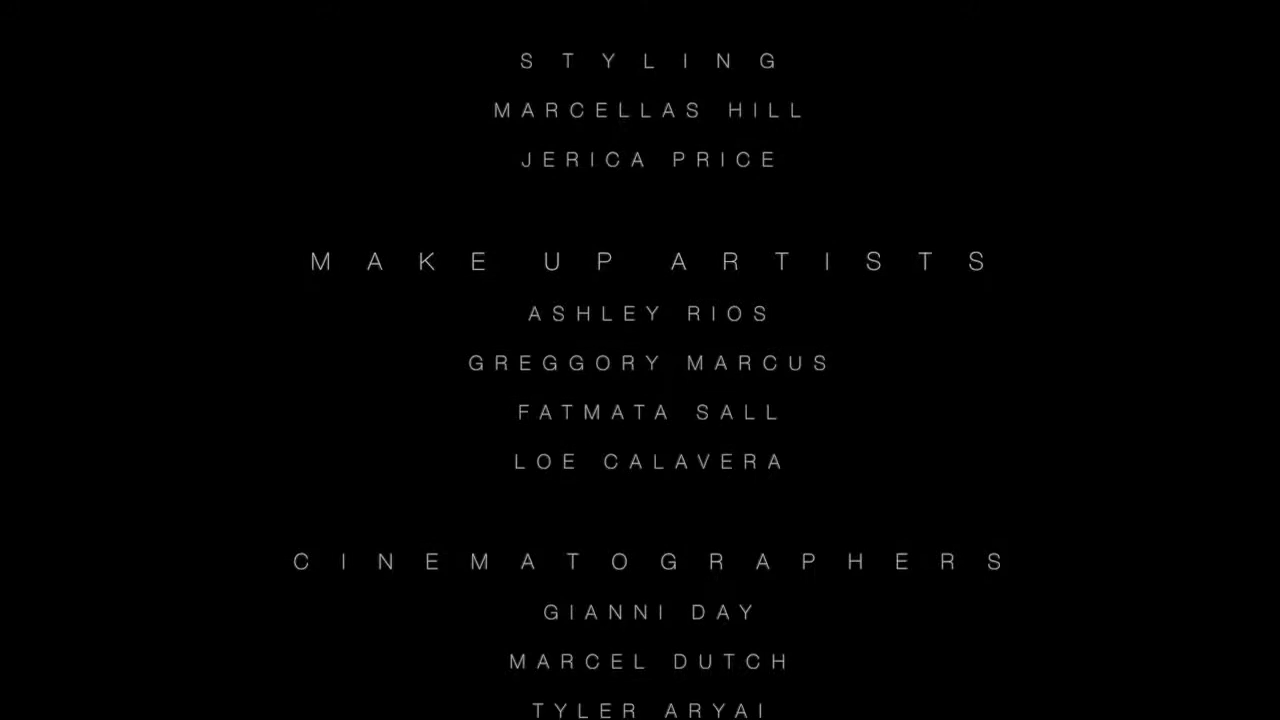 STYLING
MARCELLAS HILL
JERICA PRICE
MAKE UP ARTISTS
ASHLEY RIOS
GREGGORY MARCUS
FATMATA SALL
LOE CALAVERA
CINEMATOGRAPHERS
GIANNI DAY
MARCEL DUTCH
TYLER ARYAI